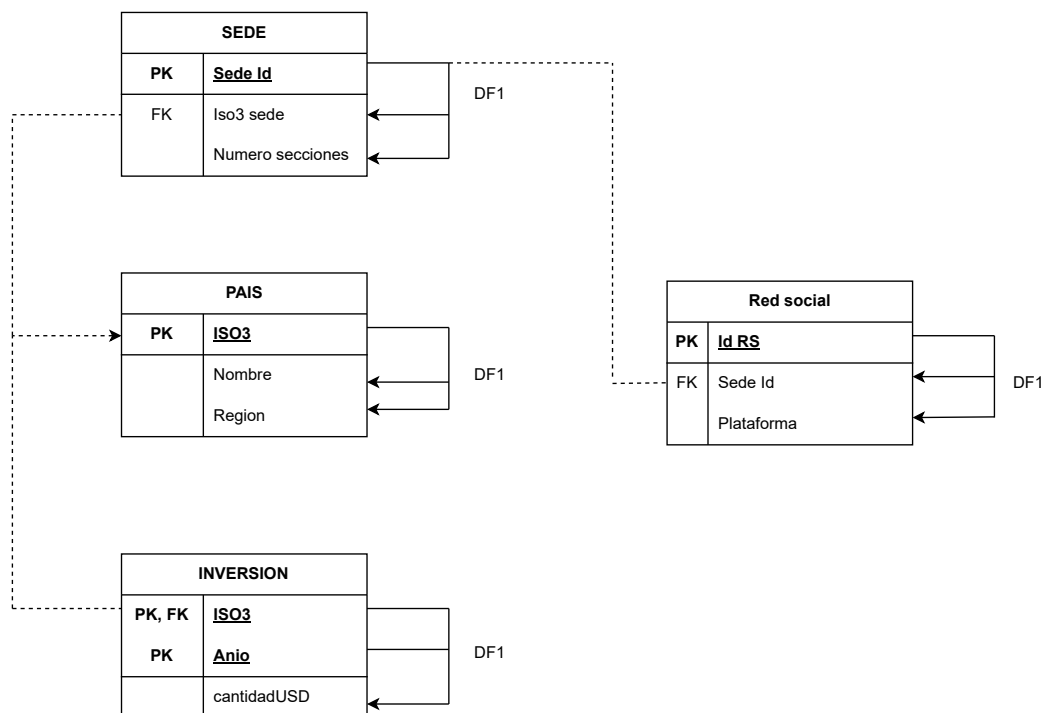 SEDE
PK Sede Id
FK Iso3 sede
Numero secciones
DF1
PAIS
PK ISO3
Nombre
Region
DF1
Red social
PK Id RS
FK Sede Id
Plataforma
DF1
INVERSION
PK, FK ISO3
PK Anio
cantidadUSD
DF1